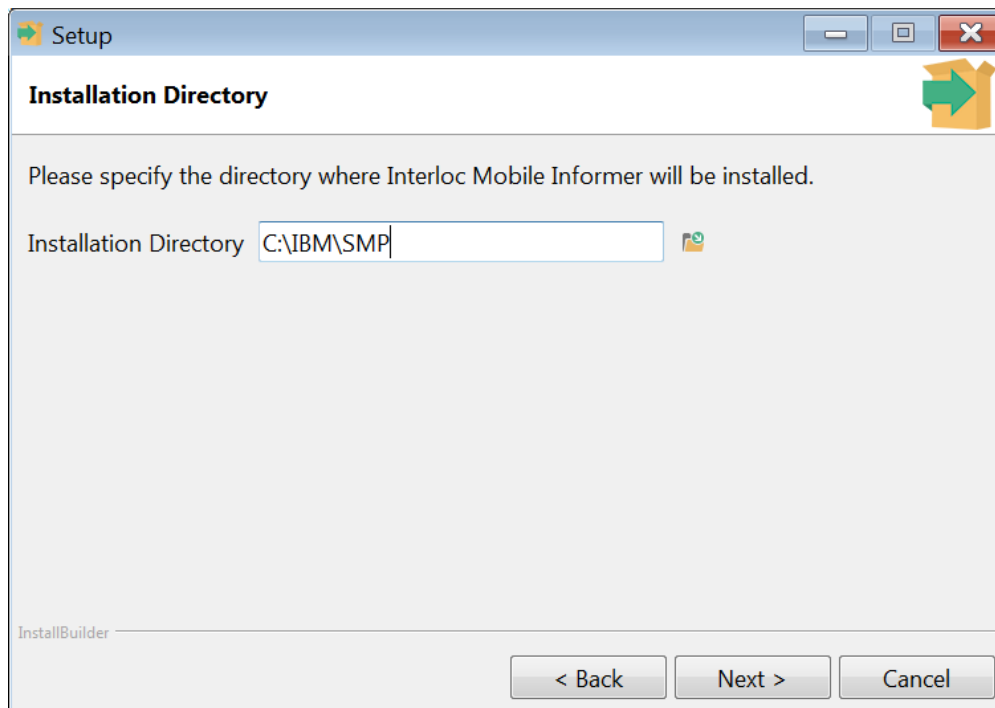 Setup
Installation Directory
Please specify the directory where Interloc Mobile Informer will be installed.
Installation Directory C:\IBM\SMP
InstallBuilder
< Back Next > Cancel